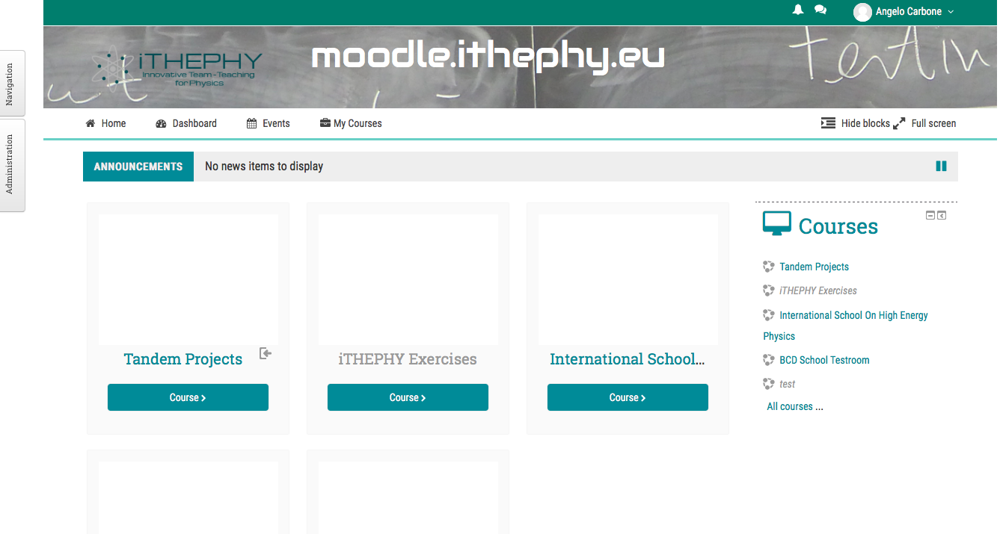 Angelo Carbone
iTHEPHY
Innovative Team-Teaching
for Physics
moodle.ithephy.eu
Navigation
Administration
Home Dashboard Events My Courses Hide blocks Full screen
ANNOUNCEMENTS No news items to display
Tandem Projects
Course
iTHEPHY Exercises
Course
International School...
Course
Courses
Tandem Projects
iTHEPHY Exercises
International School On High Energy
Physics
BCD School Testroom
test
All courses ...